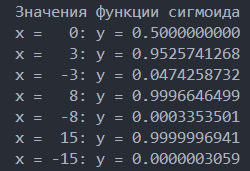 Значения функции сигмоида
x =   0: y = 0.5000000000
x =   3: y = 0.9525741268
x =  -3: y = 0.0474258732
x =   8: y = 0.9996646499
x =  -8: y = 0.0003353501
x =  15: y = 0.9999996941
x = -15: y = 0.0000003059